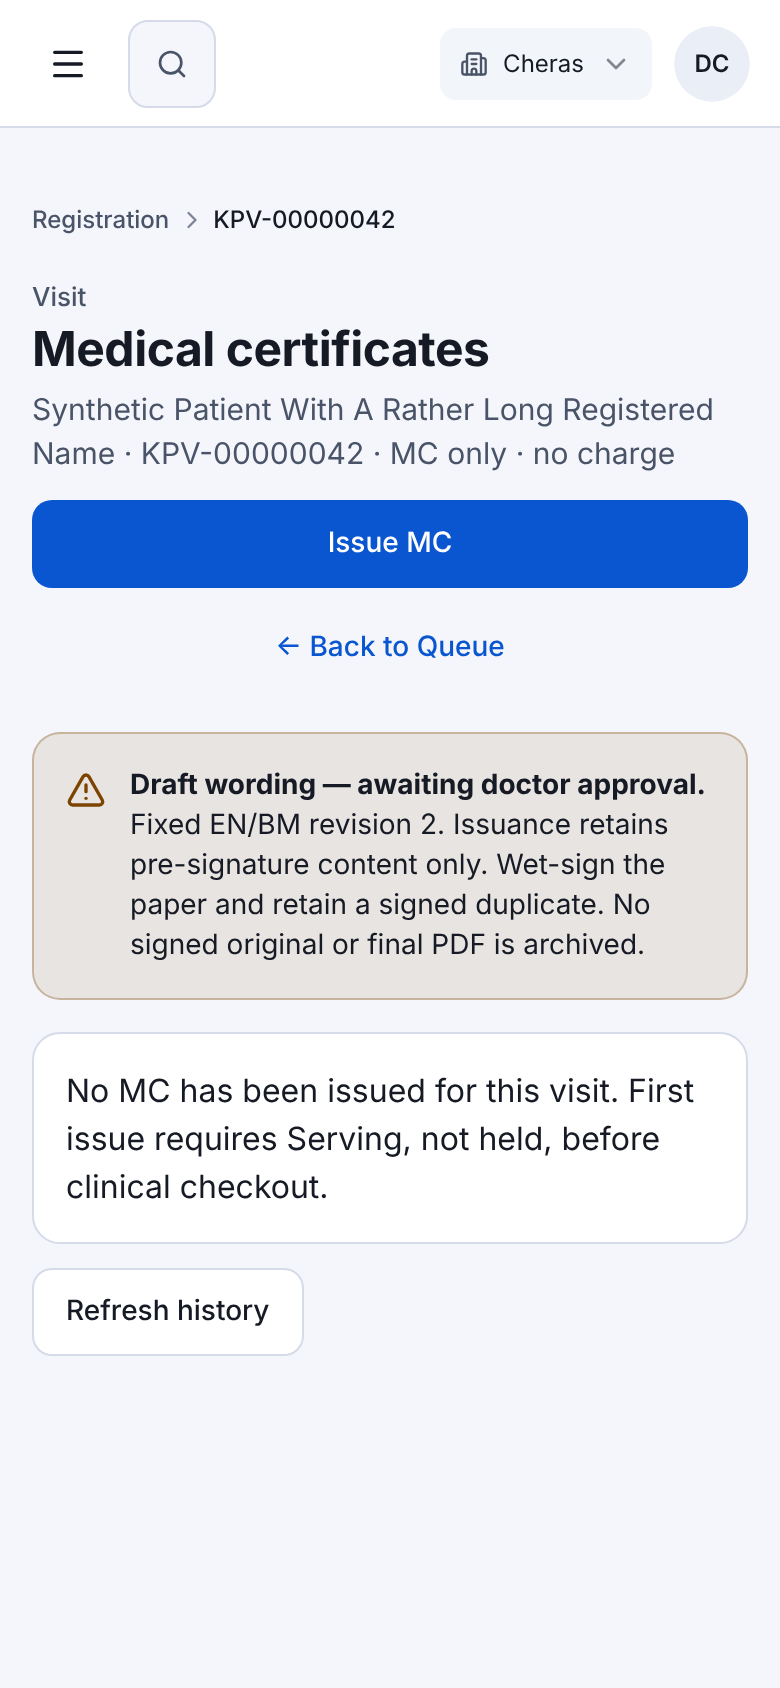 Cheras
DC
Registration
KPV-00000042
Visit
Medical certificates
Synthetic Patient With A Rather Long Registered
Name · KPV-00000042 · MC only · no charge
Issue MC
← Back to Queue
Draft wording — awaiting doctor approval.
Fixed EN/BM revision 2. Issuance retains
pre-signature content only. Wet-sign the
paper and retain a signed duplicate. No
signed original or final PDF is archived.
No MC has been issued for this visit. First
issue requires Serving, not held, before
clinical checkout.
Refresh history